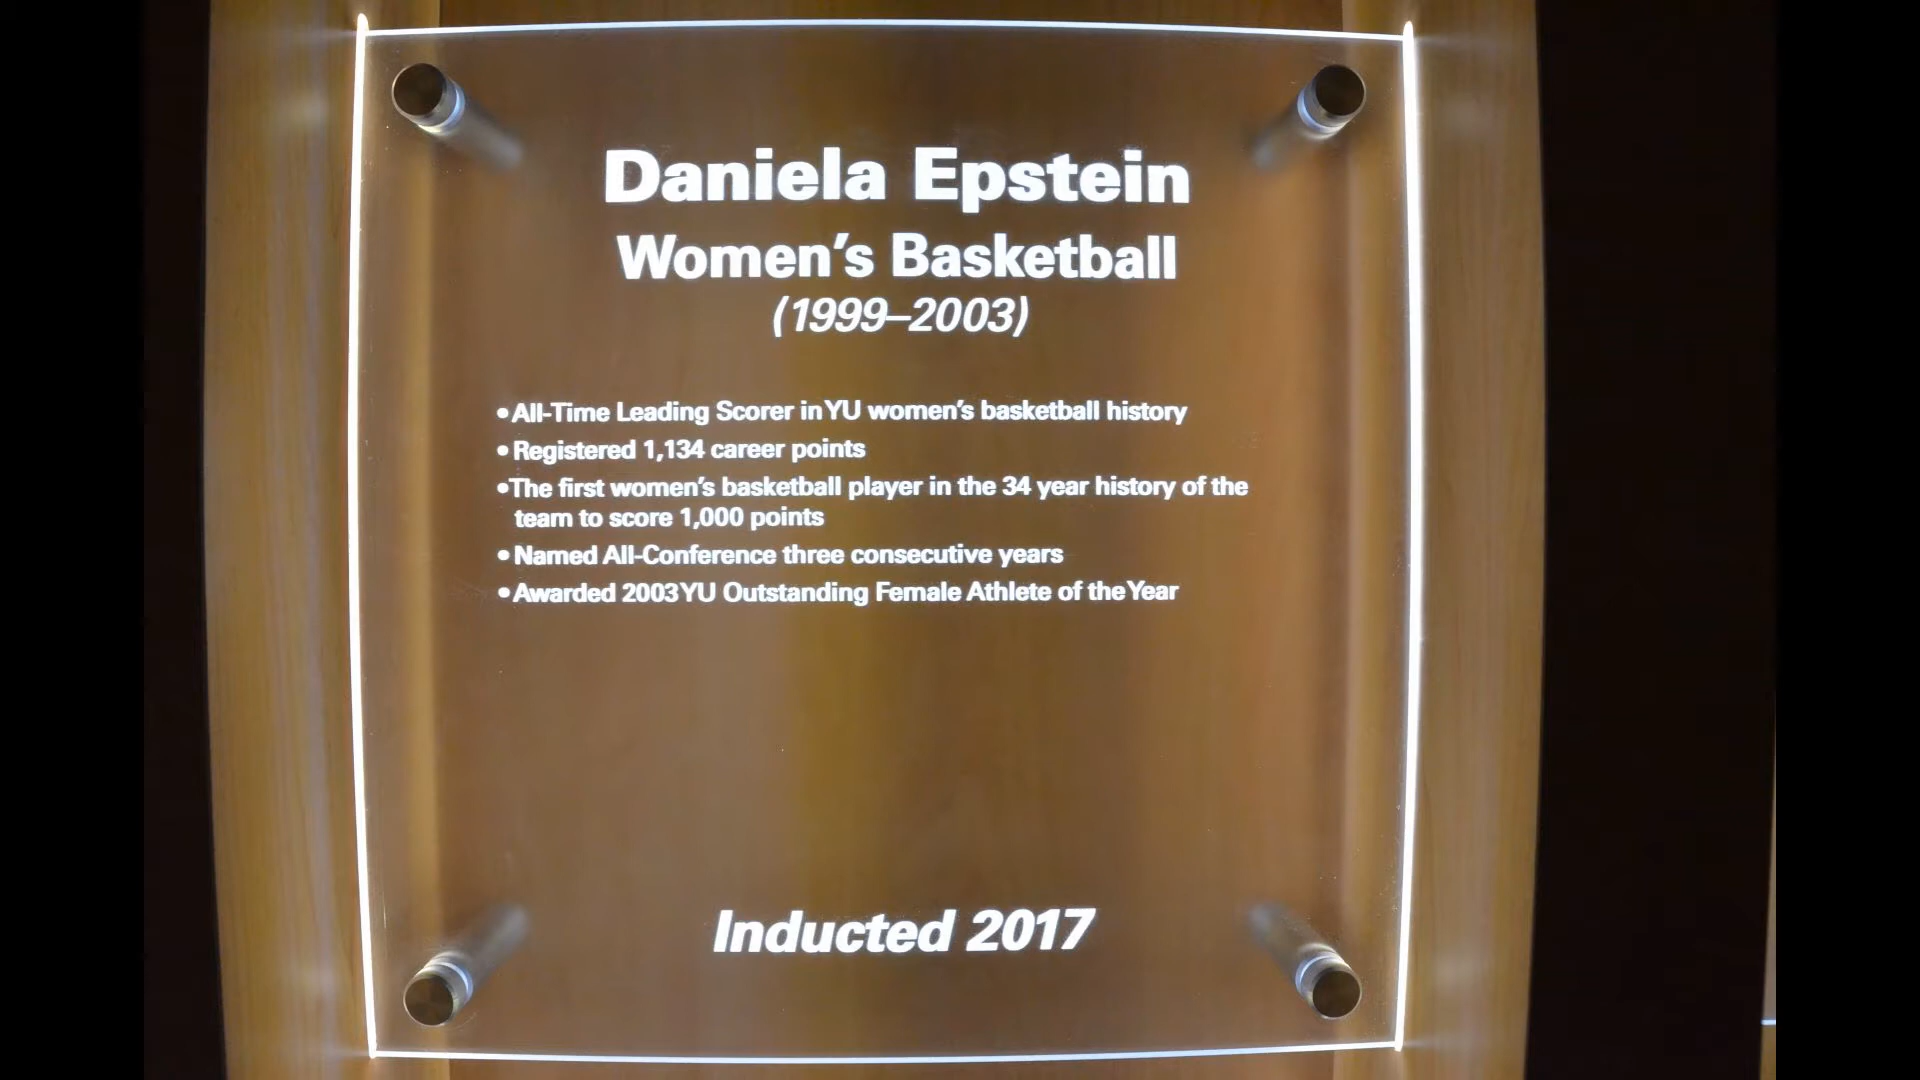 Daniela Epstein
Women's Basketball
(1999–2003)
•All-Time Leading Scorer in YU women's basketball history
•Registered 1,134 career points
•The first women's basketball player in the 34 year history of the
team to score 1,000 points
•Named All-Conference three consecutive years
•Awarded 2003 YU Outstanding Female Athlete of the Year
Inducted 2017